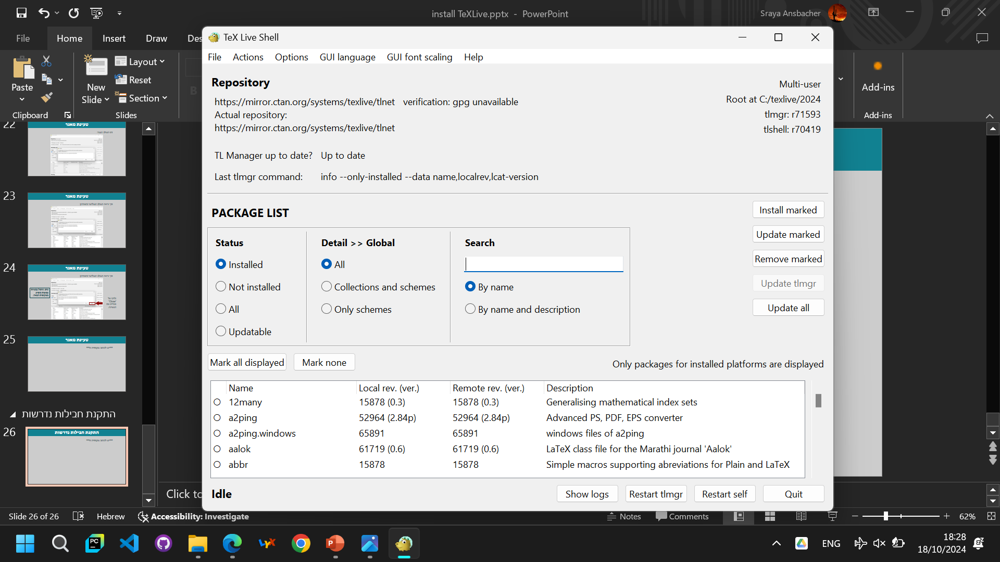 install TeXLive.pptx - PowerPoint
Sraya Ansbacher
File Home Insert Draw Des
Paste
Clipboard
New
Slide
Layout
Reset
Section
Slides
B
Add-ins
Add-ins
TeX Live Shell
File Actions Options GUI language GUI font scaling Help
Repository
https://mirror.ctan.org/systems/texlive/tlnet verification: gpg unavailable
Actual repository:
https://mirror.ctan.org/systems/texlive/tlnet
Multi-user
Root at C:/texlive/2024
tlmgr: r71593
tlshell: r70419
TL Manager up to date? Up to date
Last tlmgr command: info --only-installed --data name,localrev,lcat-version
PACKAGE LIST
Status
Installed
Not installed
All
Updatable
Detail >> Global
All
Collections and schemes
Only schemes
Search
By name
By name and description
Install marked
Update marked
Remove marked
Update tlmgr
Update all
Mark all displayed Mark none
Only packages for installed platforms are displayed
Name Local rev. (ver.) Remote rev. (ver.) Description
12many 15878 (0.3) 15878 (0.3) Generalising mathematical index sets
a2ping 52964 (2.84p) 52964 (2.84p) Advanced PS, PDF, EPS converter
a2ping.windows 65891 65891 windows files of a2ping
aalok 61719 (0.6) 61719 (0.6) LaTeX class file for the Marathi journal 'Aalok'
abbr 15878 15878 Simple macros supporting abreviations for Plain and LaTeX
Idle
Show logs Restart tlmgr Restart self Quit
22
טעינת מאגר
23
טעינת מאגר
24
טעינת מאגר
25
טעינת מאגר
התקנת חבילות נדרשות
26
התקנת חבילות נדרשות
Click to
Slide 26 of 26 Hebrew Accessibility: Investigate Notes Comments 62%
PC
LyX
P
ENG
18:28
18/10/2024